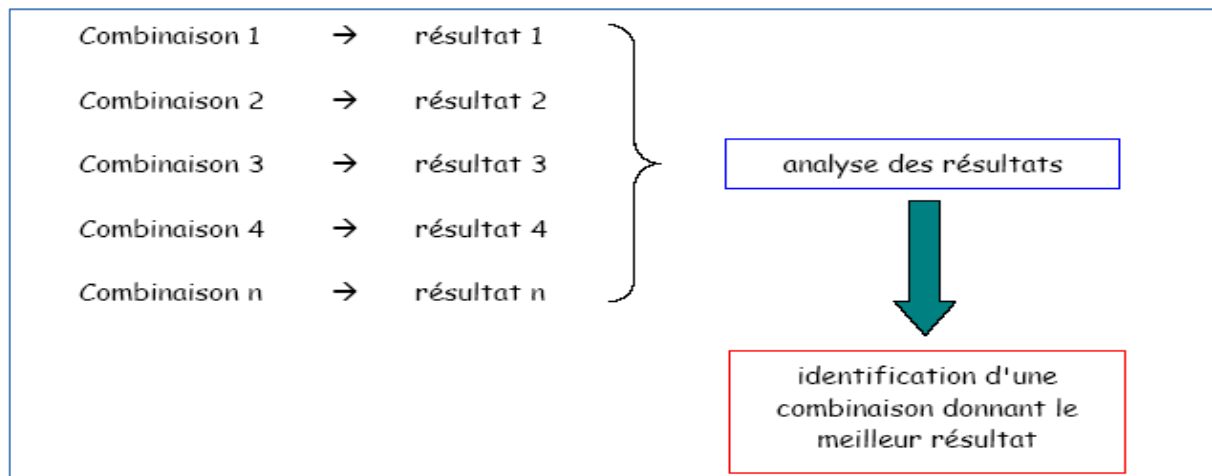 Combinaison 1 → résultat 1
Combinaison 2 → résultat 2
Combinaison 3 → résultat 3
Combinaison 4 → résultat 4
Combinaison n → résultat n
analyse des résultats
identification d'une
combinaison donnant le
meilleur résultat